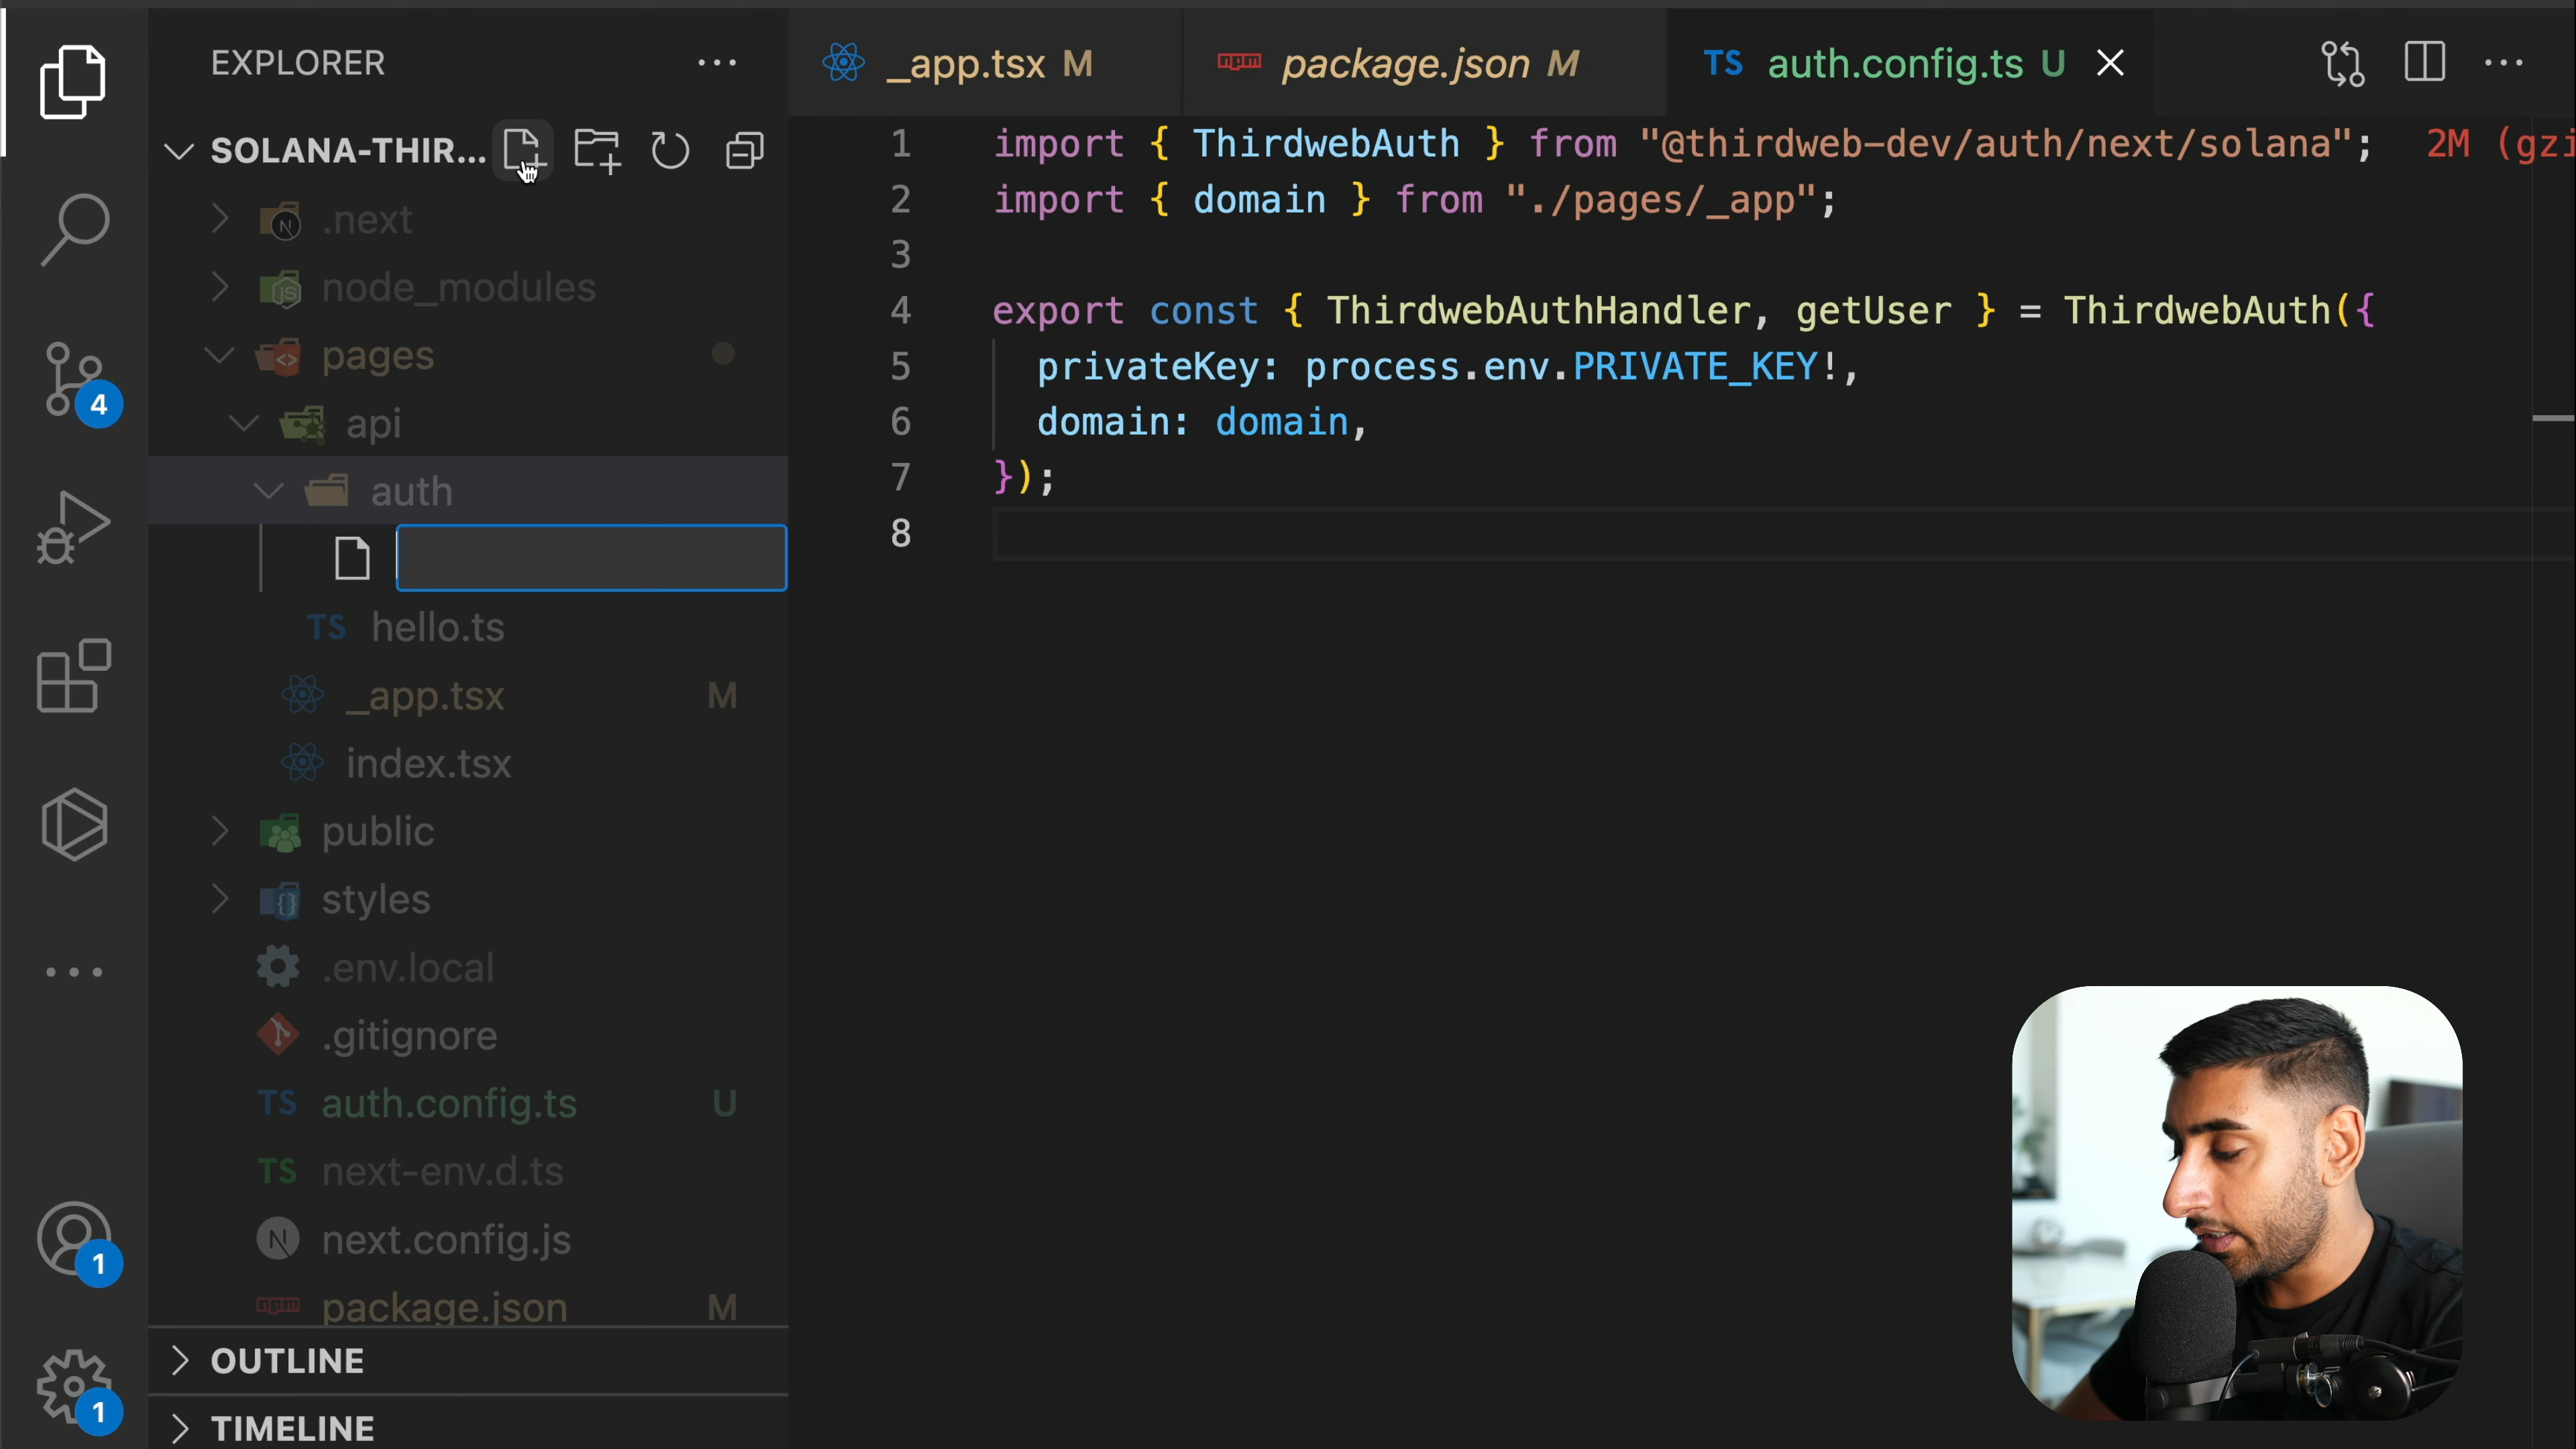 EXPLORER
SOLANA-THIR...
.next
node_modules
pages
api
auth
hello.ts
_app.tsx M
index.tsx
public
styles
.env.local
.gitignore
TS auth.config.ts U
TS next-env.d.ts
next.config.js
package.json M
OUTLINE
TIMELINE
4
1
1
_app.tsx M
package.json M
TS auth.config.ts U
1 import { ThirdwebAuth } from "@thirdweb-dev/auth/next/solana"; 2M (gzi
2 import { domain } from "./pages/_app";
3
4 export const { ThirdwebAuthHandler, getUser } = ThirdwebAuth({
5 privateKey: process.env.PRIVATE_KEY!,
6 domain: domain,
7 });
8